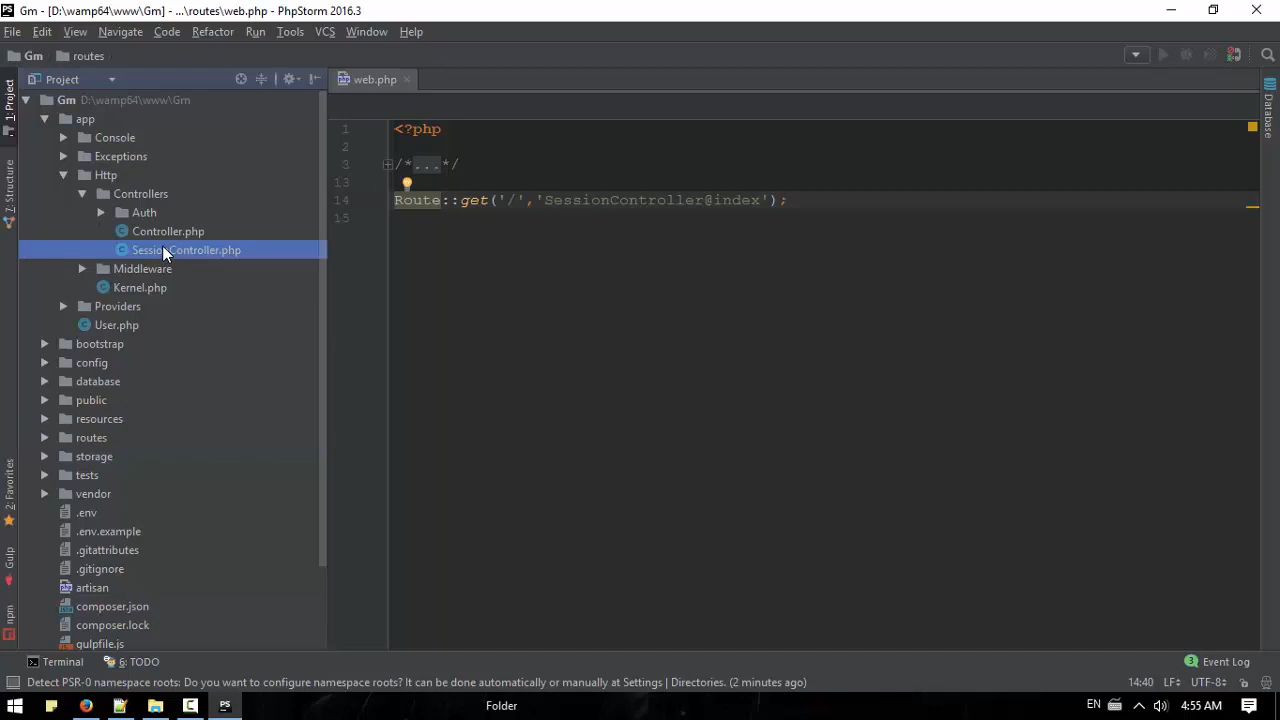 PS
Gm - [D:\wamp64\www\Gm] - ...\routes\web.php - PhpStorm 2016.3
File Edit View Navigate Code Refactor Run Tools VCS Window Help
Gm routes
Project
web.php
1: Project
7: Structure
2: Favorites
Gulp
npm
Database
Gm D:\wamp64\www\Gm
app
Console
Exceptions
Http
Controllers
Auth
Controller.php
SessionController.php
Middleware
Kernel.php
Providers
User.php
bootstrap
config
database
public
resources
routes
storage
tests
vendor
.env
.env.example
.gitattributes
.gitignore
artisan
composer.json
composer.lock
gulpfile.js
1 <?php
2
3 /*...*/
13
14 Route::get('/','SessionController@index');
15
Terminal 6: TODO 3 Event Log
Detect PSR-0 namespace roots: Do you want to configure namespace roots? It can be done automatically or manually at Settings | Directories. (2 minutes ago) 14:40 LF÷ UTF-8÷
Folder EN 4:55 AM